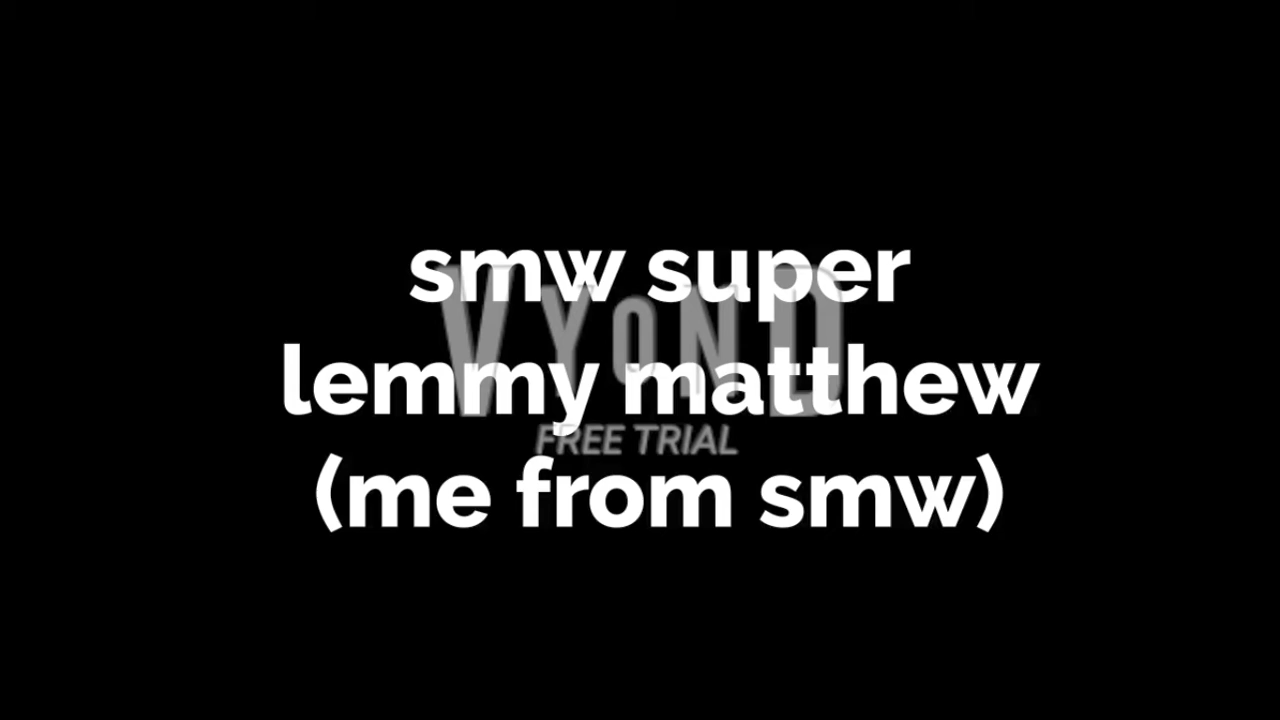 smw super
VYOND
lemmy matthew
FREE TRIAL
(me from smw)